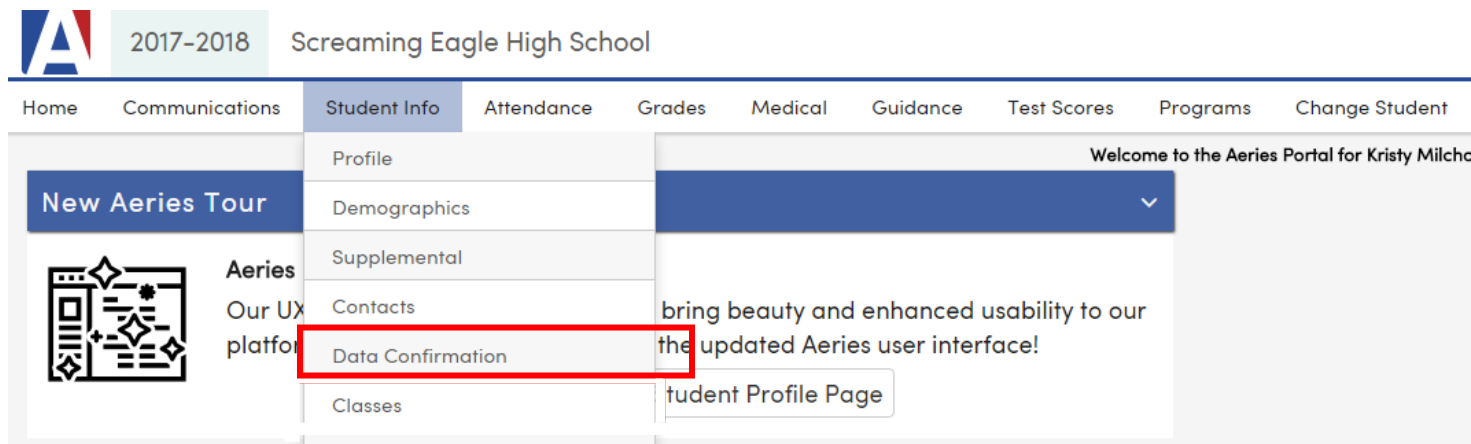 2017-2018 Screaming Eagle High School
Home Communications Student Info Attendance Grades Medical Guidance Test Scores Programs Change Student
Profile
Welcome to the Aeries Portal for Kristy Milcho
New Aeries Tour
Demographics
Supplemental
Aeries
Our UX
Contacts
bring beauty and enhanced usability to our
platfor
Data Confirmation
the updated Aeries user interface!
Classes
tudent Profile Page